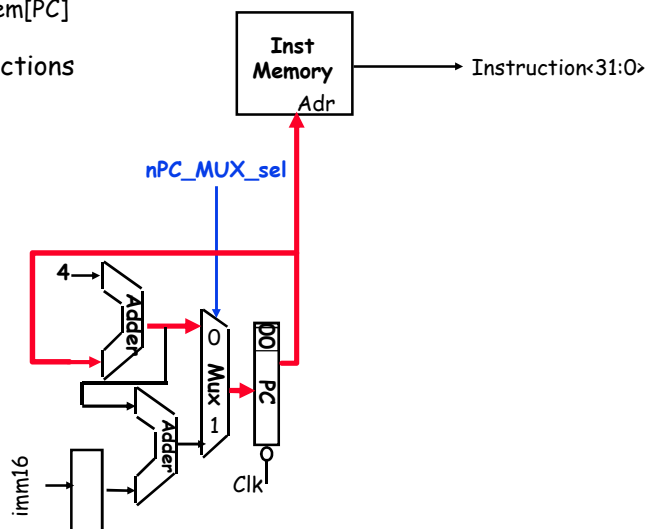 em[PC]
ctions
Inst
Memory
Adr
Instruction<31:0>
nPC_MUX_sel
4
Adder
0
Mux
1
00
PC
Adder
imm16
Clk